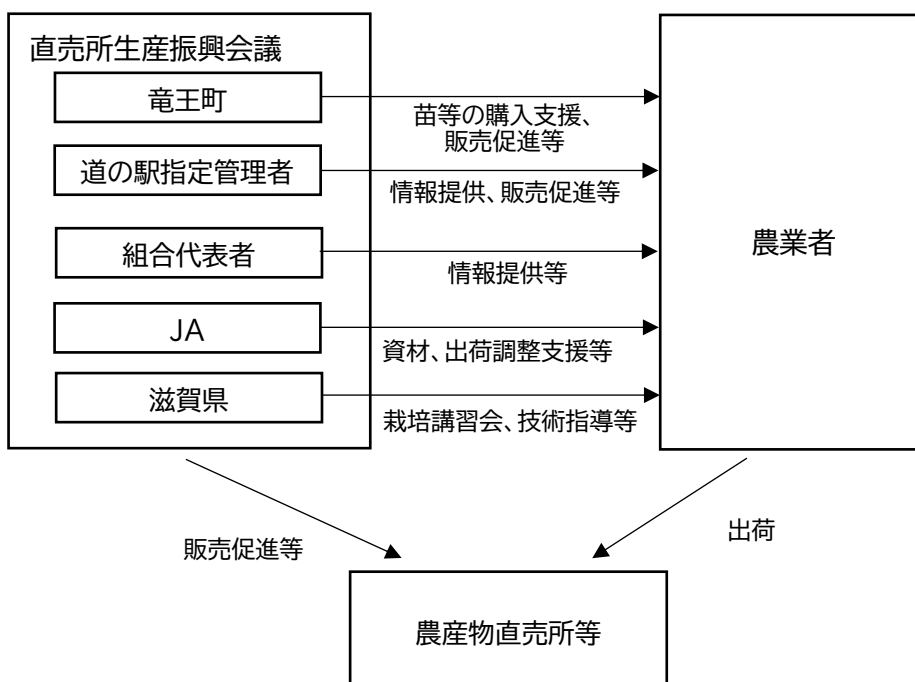 直売所生産振興会議
竜王町
苗等の購入支援、
販売促進等
道の駅指定管理者
情報提供、販売促進等
組合代表者
情報提供等
JA
資材、出荷調整支援等
滋賀県
栽培講習会、技術指導等
農業者
販売促進等
出荷
農産物直売所等